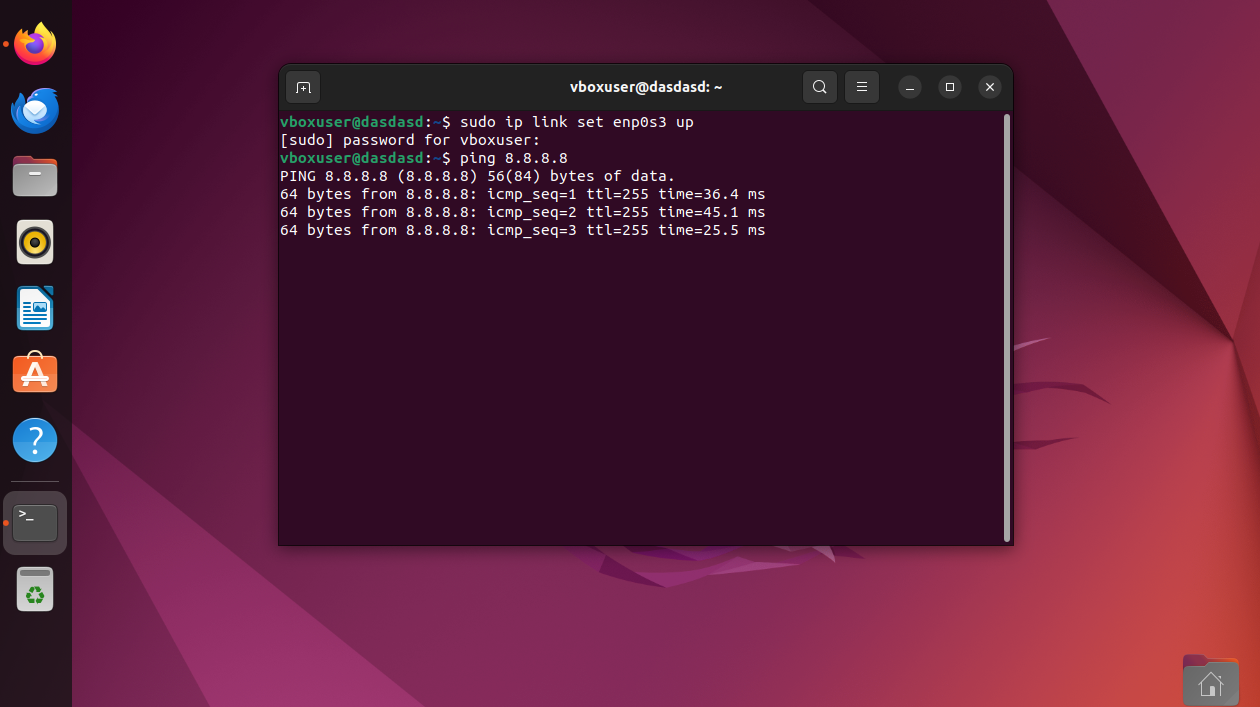 vboxuser@dasdasd: ~
vboxuser@dasdasd:~$ sudo ip link set enp0s3 up
[sudo] password for vboxuser:
vboxuser@dasdasd:~$ ping 8.8.8.8
PING 8.8.8.8 (8.8.8.8) 56(84) bytes of data.
64 bytes from 8.8.8.8: icmp_seq=1 ttl=255 time=36.4 ms
64 bytes from 8.8.8.8: icmp_seq=2 ttl=255 time=45.1 ms
64 bytes from 8.8.8.8: icmp_seq=3 ttl=255 time=25.5 ms